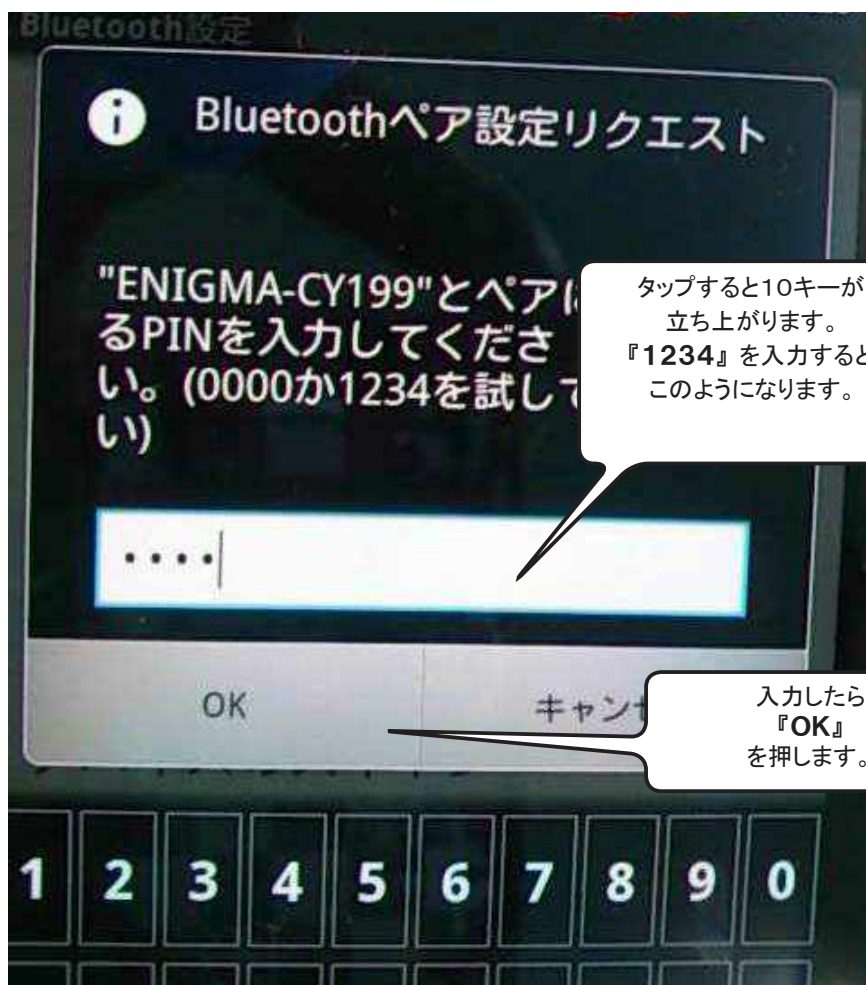 Bluetooth設定
Bluetoothペア設定リクエスト
"ENIGMA-CY199"とペア
るPINを入力してくださ
い。(0000か1234を試して
い)
タップすると10キーが
立ち上がります。
『1234』を入力すると
このようになります。
••••
OK
キャンセ
入力したら
『OK』
を押します。
1 2 3 4 5 6 7 8 9 0